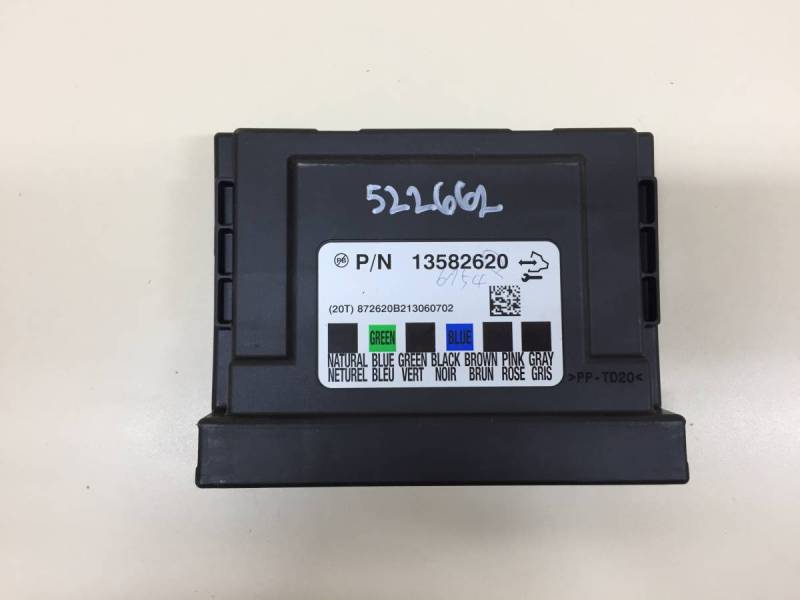 522662
Pb P/N 13582620
6154
(20T) 872620B213060702
GREEN BLUE
NATURAL BLUE GREEN BLACK BROWN PINK GRAY
NETUREL BLEU VERT NOIR BRUN ROSE GRIS
>PP-TD20<